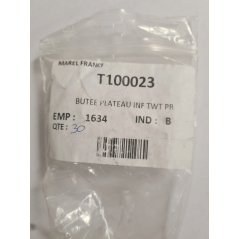 MAREL FRANCE
T100023
BUTEE PLATEAU INF TWT PR
EMP : 1634 IND : B
QTE : 30